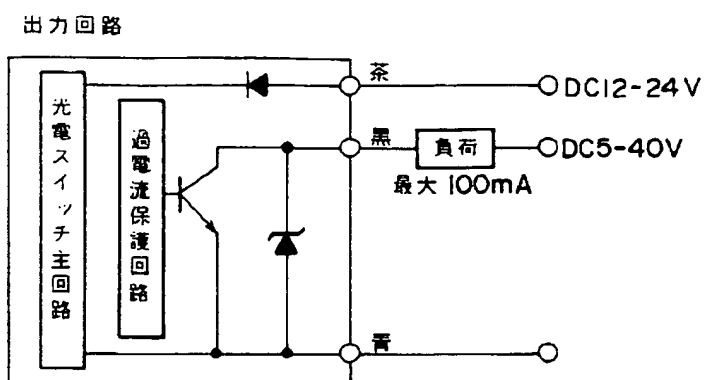 出力回路
茶
DC12-24V
黒
負荷
DC5-40V
最大 100mA
光電スイッチ主回路
過電流保護回路
青